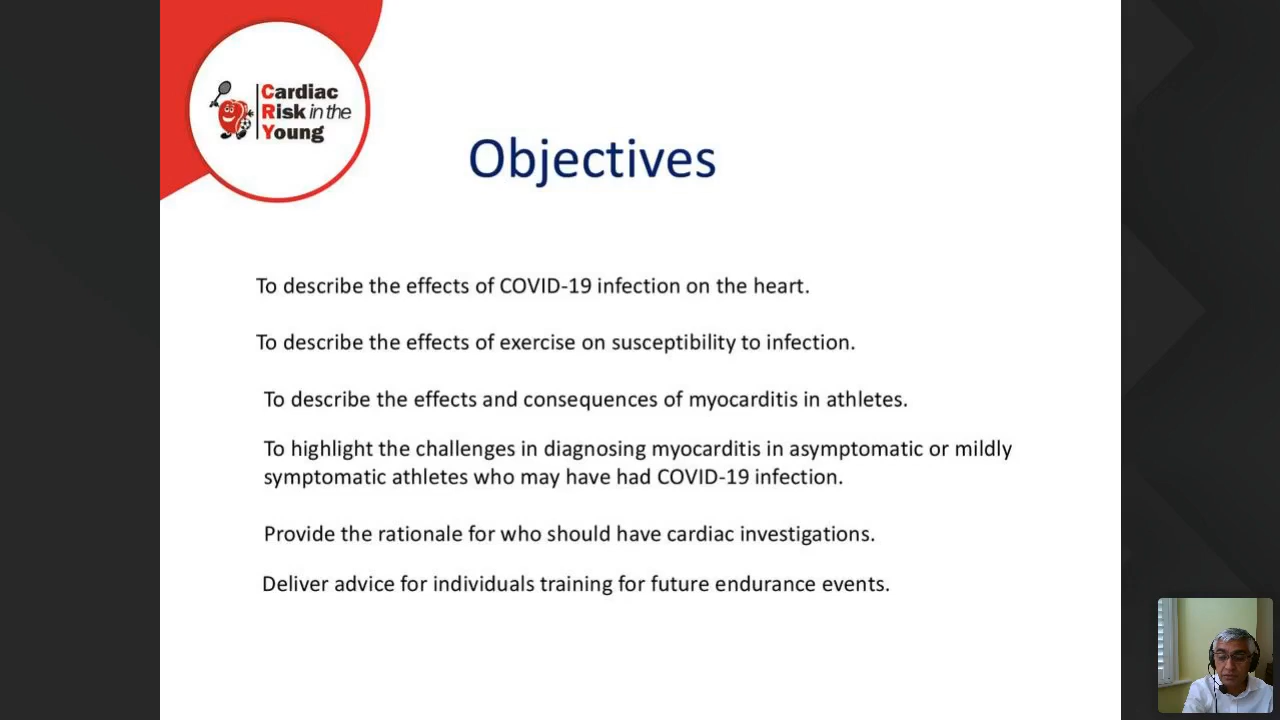 Cardiac
Risk in the
Young
Objectives
To describe the effects of COVID-19 infection on the heart.
To describe the effects of exercise on susceptibility to infection.
To describe the effects and consequences of myocarditis in athletes.
To highlight the challenges in diagnosing myocarditis in asymptomatic or mildly
symptomatic athletes who may have had COVID-19 infection.
Provide the rationale for who should have cardiac investigations.
Deliver advice for individuals training for future endurance events.